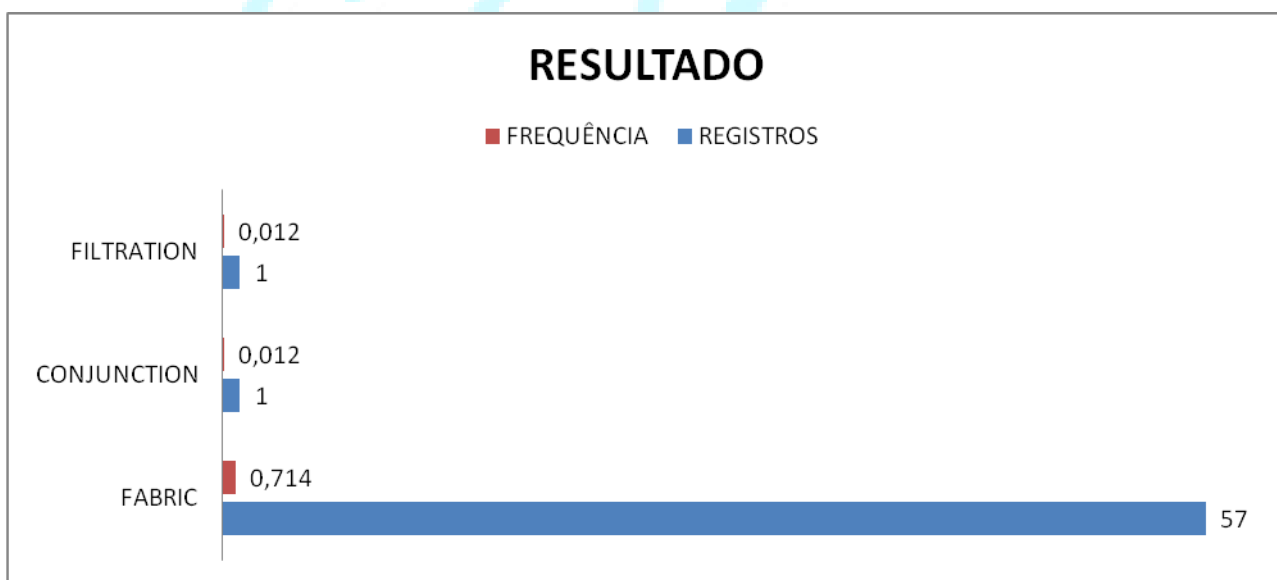 RESULTADO
FREQUÊNCIA REGISTROS
FILTRATION
0,012
1
CONJUNCTION
0,012
1
FABRIC
0,714
57